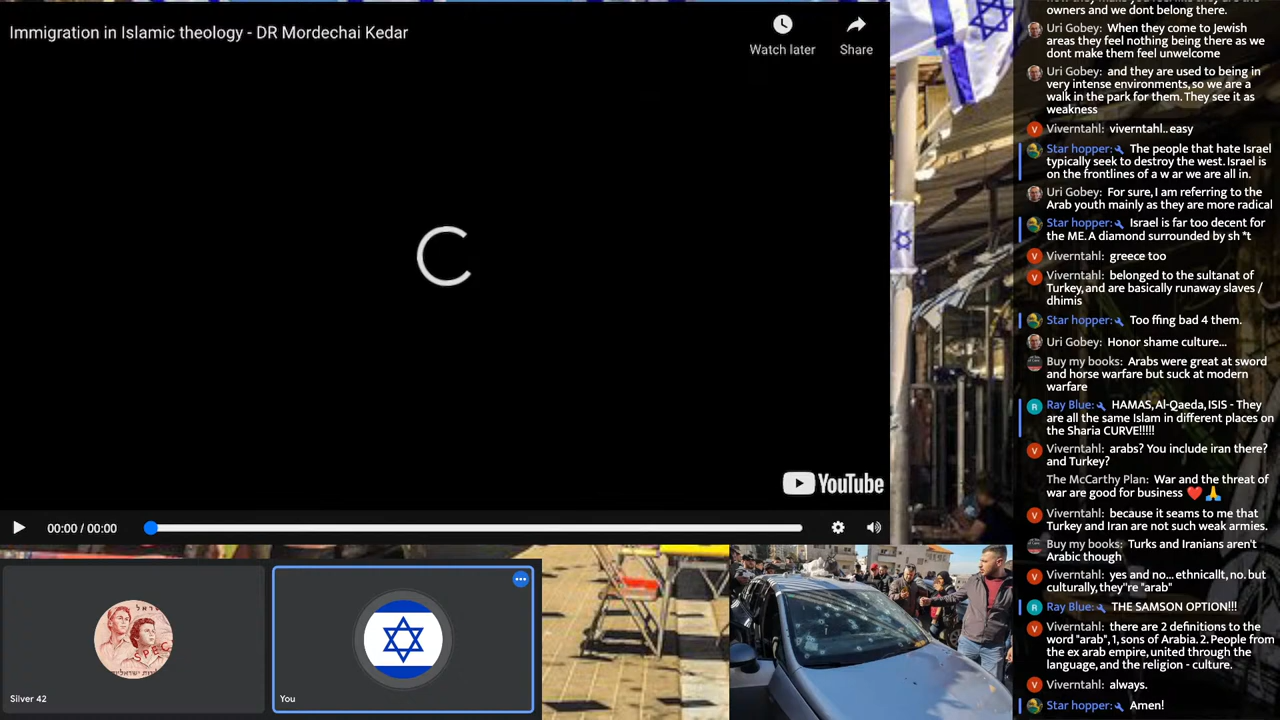 Immigration in Islamic theology - DR Mordechai Kedar
Watch later
Share
YouTube
00:00 / 00:00
Silver 42
You
SPEC
owners and we dont belong there.
Uri Gobey: When they come to Jewish
areas they feel nothing being there as we
dont make them feel unwelcome
Uri Gobey: and they are used to being in
very intense environments, so we are a
walk in the park for them. They see it as
weakness
V Viverntahl: viverntahl.. easy
Star hopper: The people that hate Israel
typically seek to destroy the west. Israel is
on the frontlines of a w ar we are all in.
Uri Gobey: For sure, I am referring to the
Arab youth mainly as they are more radical
Star hopper: Israel is far too decent for
the ME. A diamond surrounded by sh *t
V Viverntahl: greece too
V Viverntahl: belonged to the sultanat of
Turkey, and are basically runaway slaves /
dhimis
Star hopper: Too ffing bad 4 them.
Uri Gobey: Honor shame culture...
Buy my books: Arabs were great at sword
and horse warfare but suck at modern
warfare
R Ray Blue: HAMAS, Al-Qaeda, ISIS - They
are all the same Islam in different places on
the Sharia CURVE!!!!!
V Viverntahl: arabs? You include iran there?
and Turkey?
The McCarthy Plan: War and the threat of
war are good for business ❤️ 🙏
V Viverntahl: because it seams to me that
Turkey and Iran are not such weak armies.
Buy my books: Turks and Iranians aren't
Arabic though
V Viverntahl: yes and no... ethnicallt, no. but
culturally, they"re "arab"
R Ray Blue: THE SAMSON OPTION!!!
V Viverntahl: there are 2 definitions to the
word "arab", 1, sons of Arabia. 2. People from
the ex arab empire, united through the
language, and the religion - culture.
V Viverntahl: always.
Star hopper: Amen!